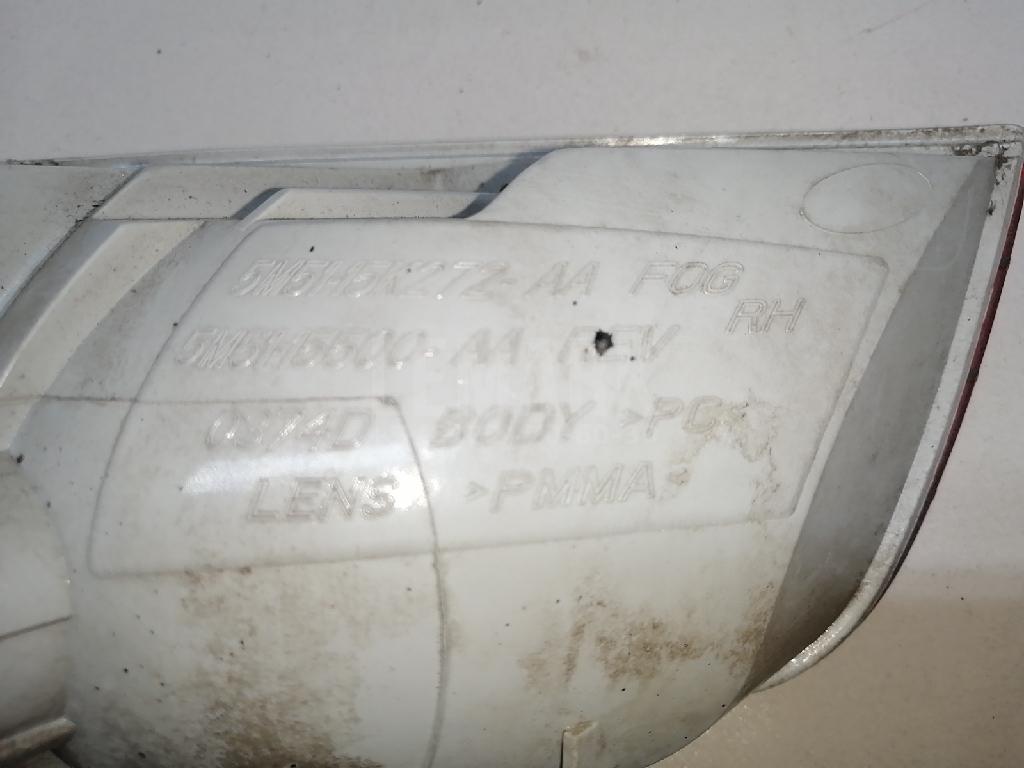 5M5H5K272-AA FOG
RH
5M5H5500-AA REV
BODY >PC<
LENS >PMMA<